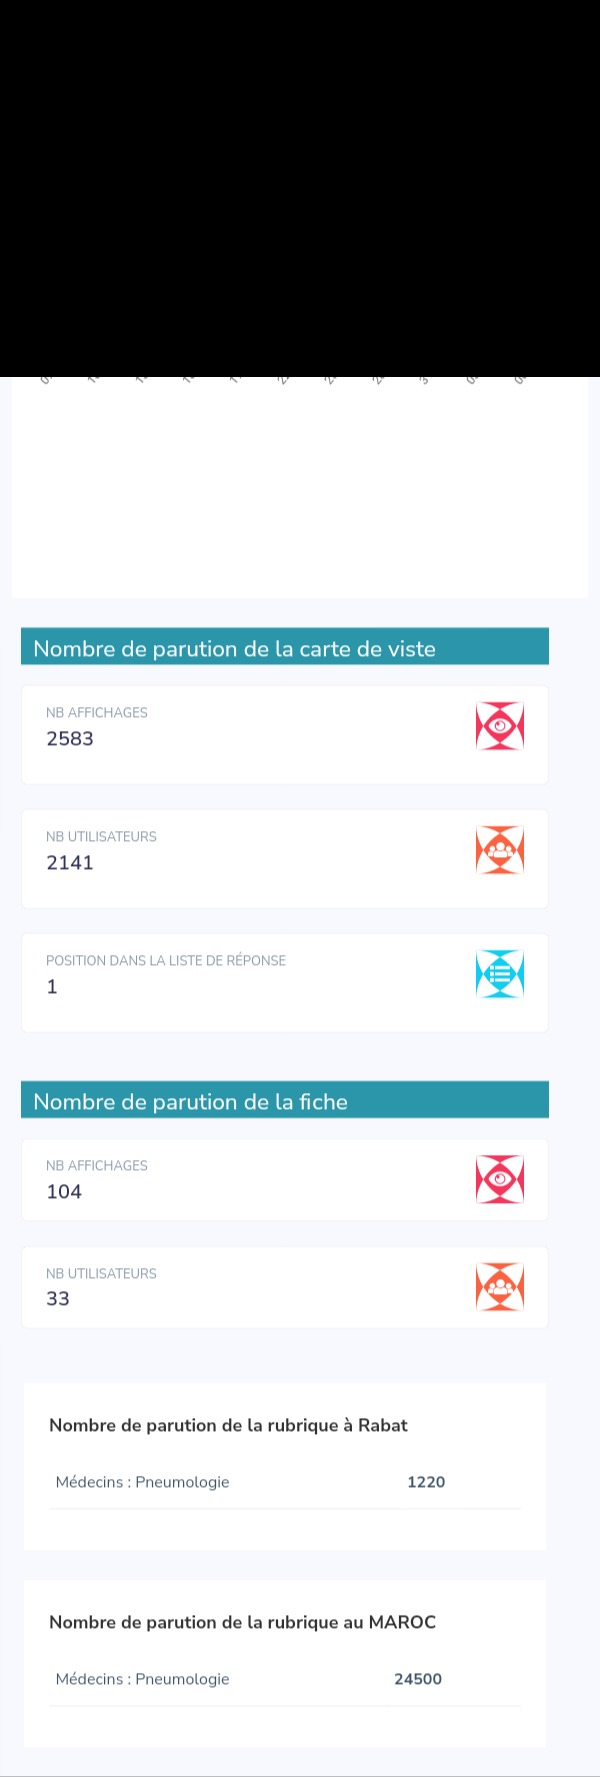 Nombre de parution de la carte de viste
NB AFFICHAGES
2583
NB UTILISATEURS
2141
POSITION DANS LA LISTE DE RÉPONSE
1
Nombre de parution de la fiche
NB AFFICHAGES
104
NB UTILISATEURS
33
Nombre de parution de la rubrique à Rabat
Médecins : Pneumologie 1220
Nombre de parution de la rubrique au MAROC
Médecins : Pneumologie 24500